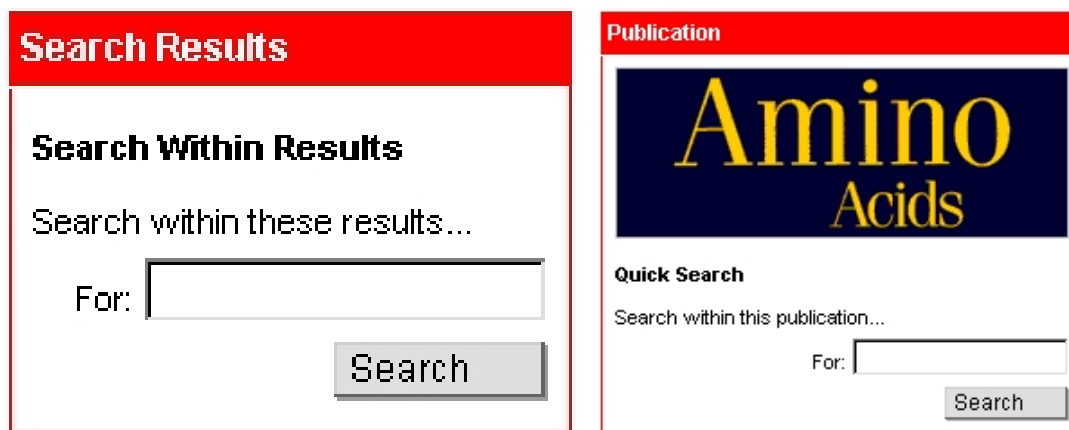 Search Results
Search Within Results
Search within these results...
For:
Search
Publication
Amino
Acids
Quick Search
Search within this publication...
For:
Search